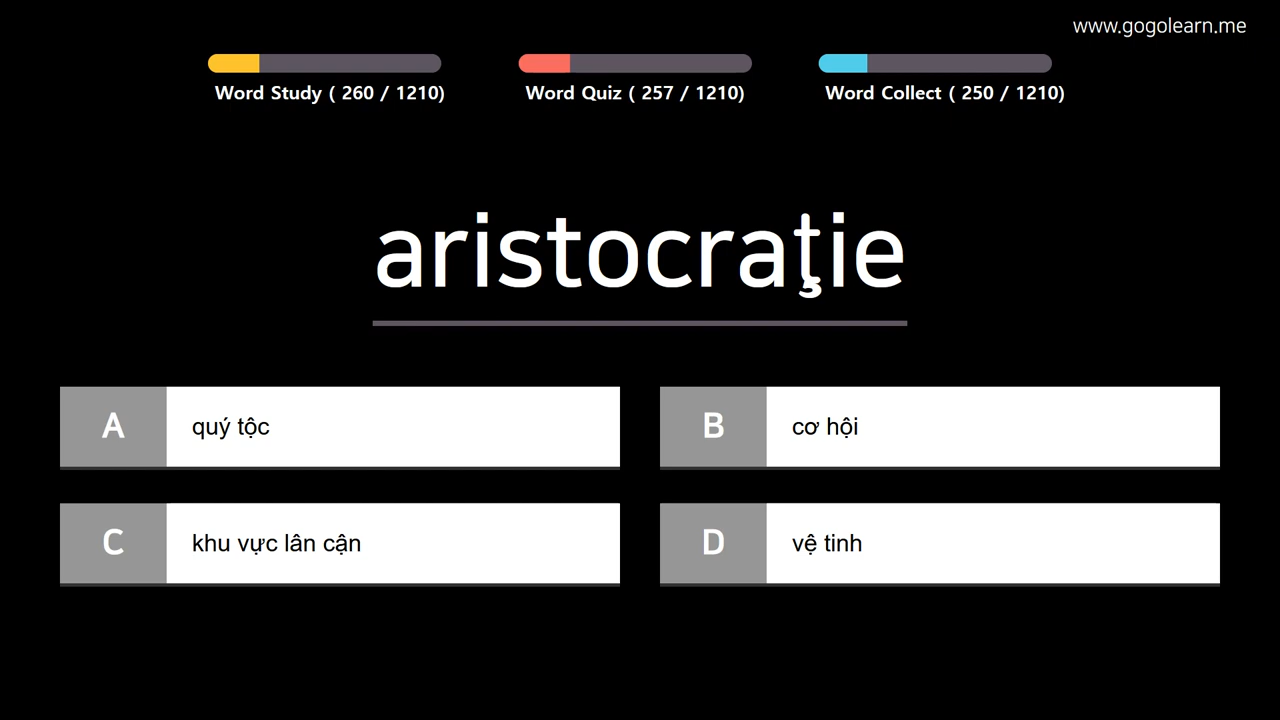 www.gogolearn.me
Word Study ( 260 / 1210)
Word Quiz ( 257 / 1210)
Word Collect ( 250 / 1210)
aristocraţie
A quý tộc
B cơ hội
C khu vực lân cận
D vệ tinh